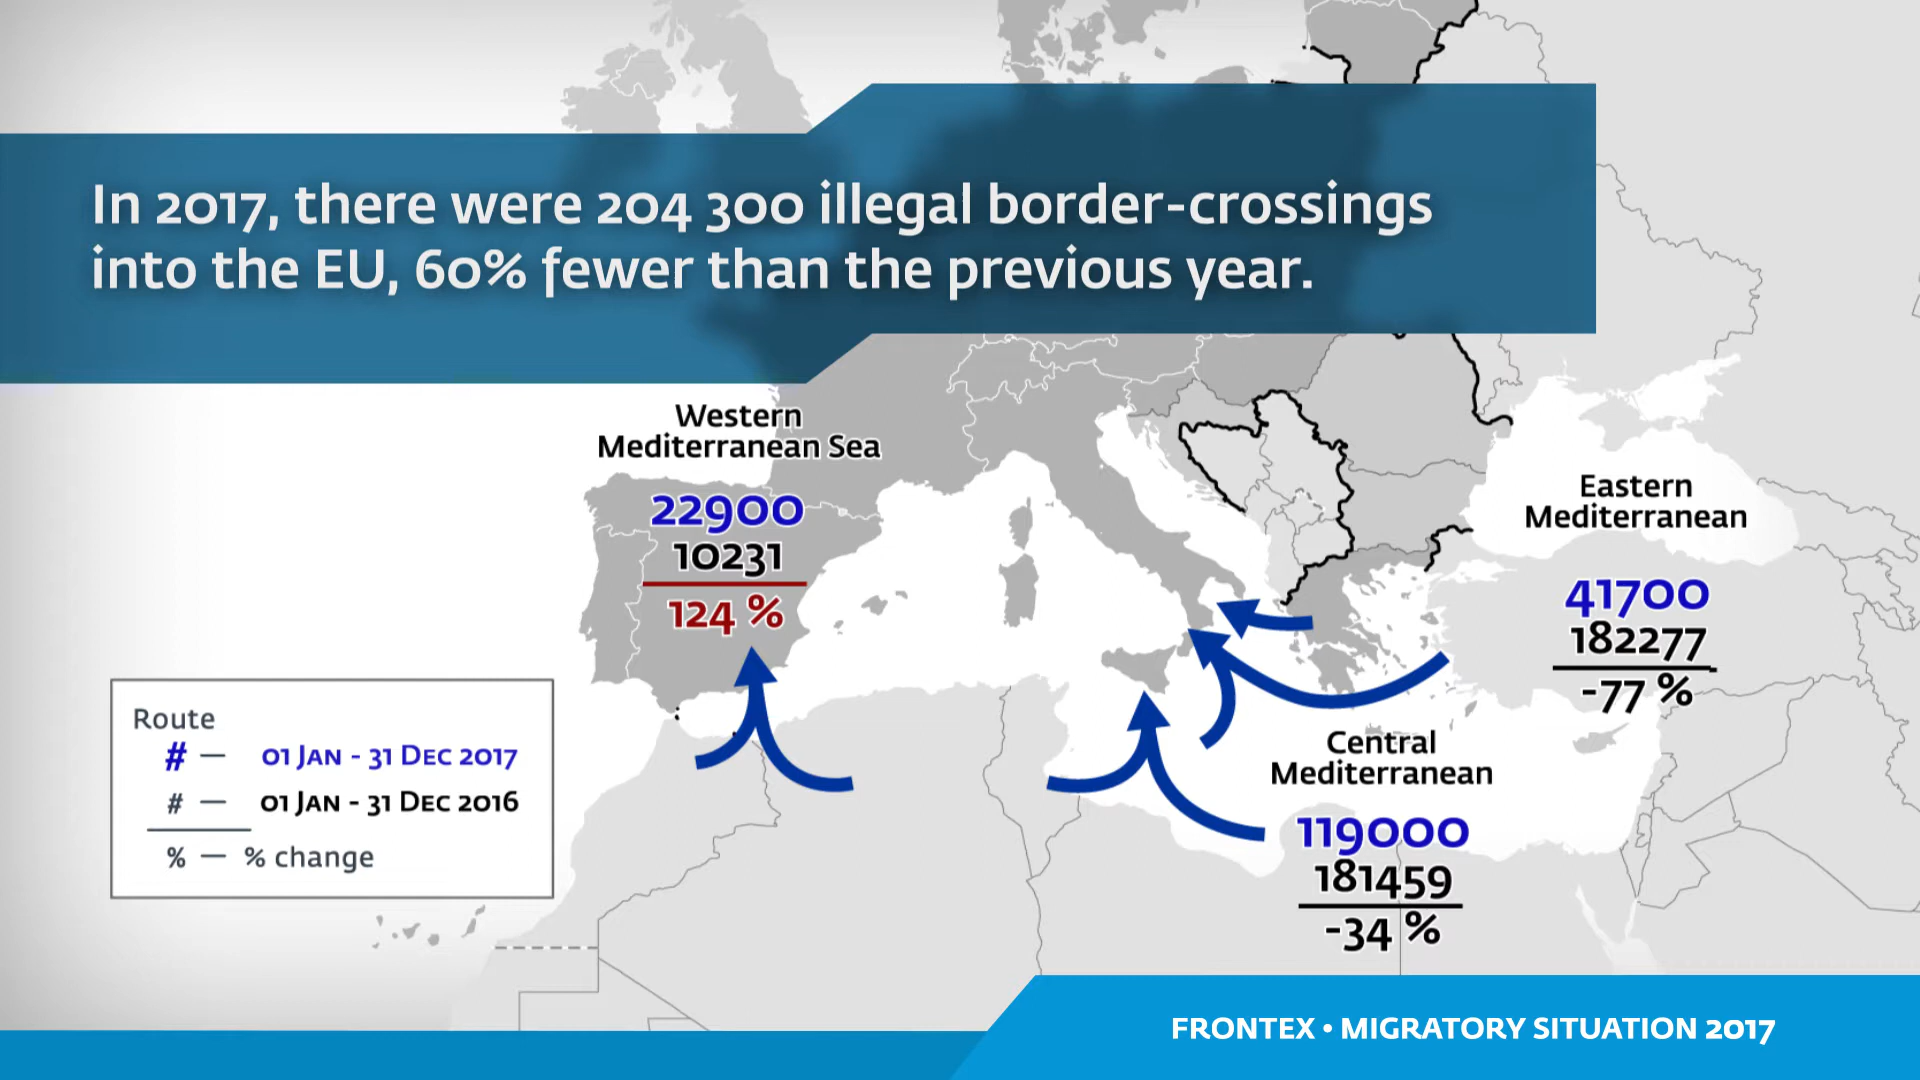 In 2017, there were 204 300 illegal border-crossings
into the EU, 60% fewer than the previous year.
Western
Mediterranean Sea
22900
10231
124 %
Eastern
Mediterranean
41700
182277
-77 %
Central
Mediterranean
119000
181459
-34 %
Route
# — 01 Jan - 31 Dec 2017
# — 01 Jan - 31 Dec 2016
% — % change
FRONTEX • MIGRATORY SITUATION 2017